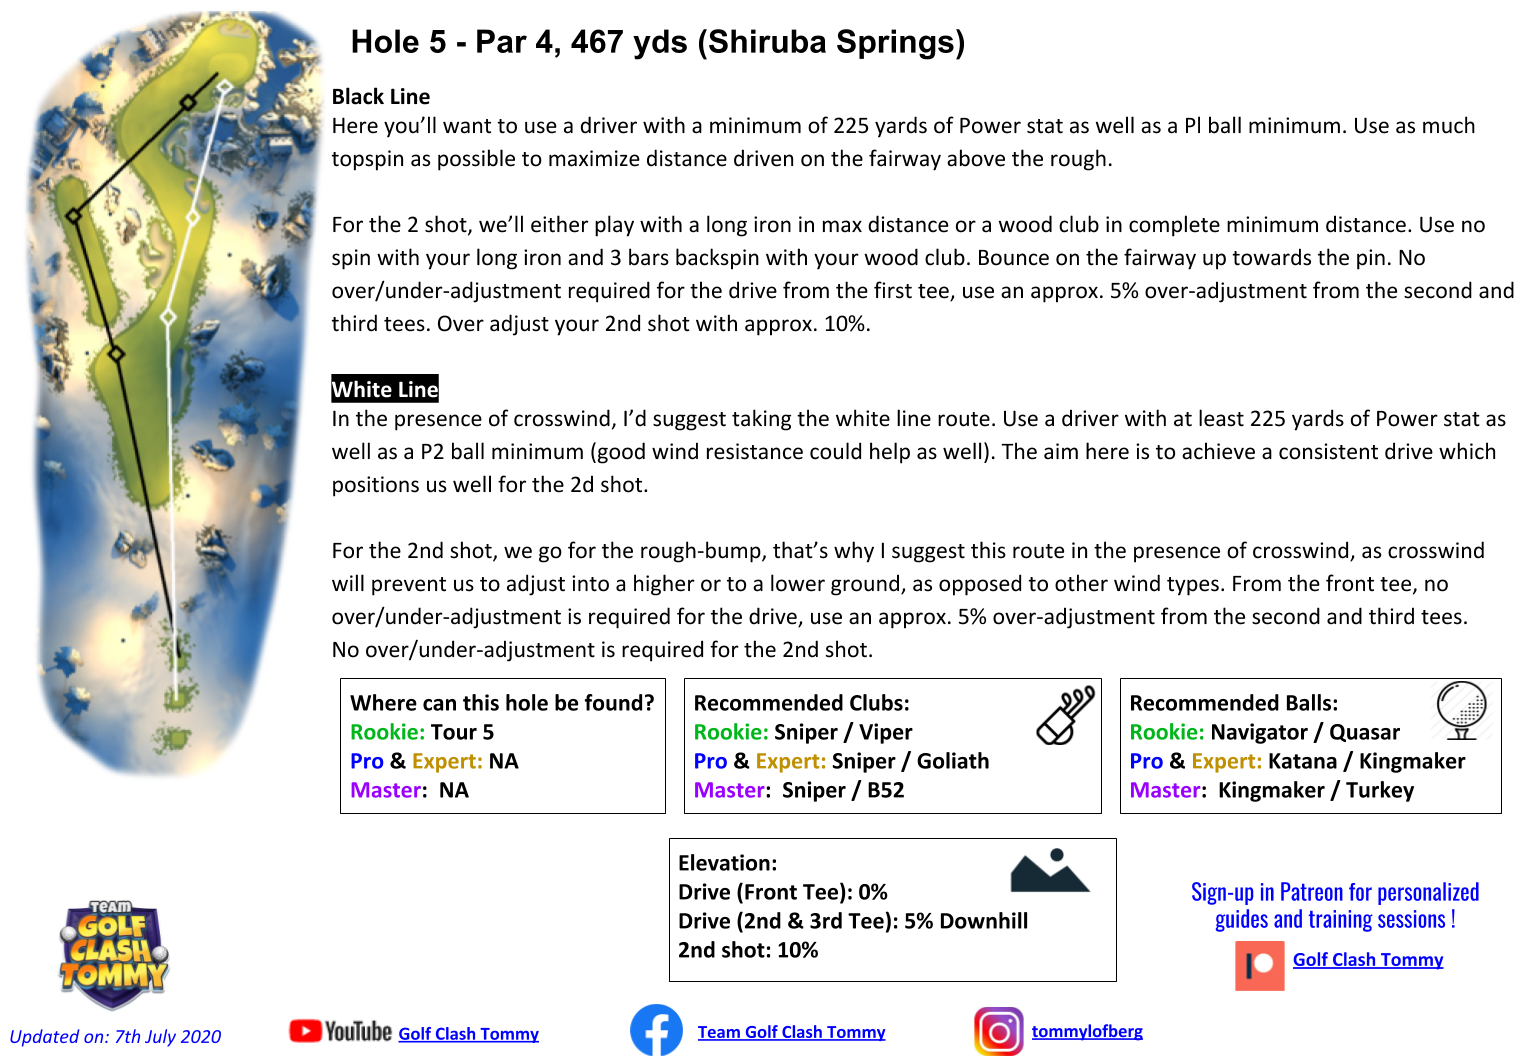 Hole 5 - Par 4, 467 yds (Shiruba Springs)
Black Line
Here you’ll want to use a driver with a minimum of 225 yards of Power stat as well as a Pl ball minimum. Use as much
topspin as possible to maximize distance driven on the fairway above the rough.
For the 2 shot, we’ll either play with a long iron in max distance or a wood club in complete minimum distance. Use no
spin with your long iron and 3 bars backspin with your wood club. Bounce on the fairway up towards the pin. No
over/under-adjustment required for the drive from the first tee, use an approx. 5% over-adjustment from the second and
third tees. Over adjust your 2nd shot with approx. 10%.
White Line
In the presence of crosswind, I’d suggest taking the white line route. Use a driver with at least 225 yards of Power stat as
well as a P2 ball minimum (good wind resistance could help as well). The aim here is to achieve a consistent drive which
positions us well for the 2d shot.
For the 2nd shot, we go for the rough-bump, that’s why I suggest this route in the presence of crosswind, as crosswind
will prevent us to adjust into a higher or to a lower ground, as opposed to other wind types. From the front tee, no
over/under-adjustment is required for the drive, use an approx. 5% over-adjustment from the second and third tees.
No over/under-adjustment is required for the 2nd shot.
Where can this hole be found?
Rookie: Tour 5
Pro & Expert: NA
Master: NA
Recommended Clubs:
Rookie: Sniper / Viper
Pro & Expert: Sniper / Goliath
Master: Sniper / B52
Recommended Balls:
Rookie: Navigator / Quasar
Pro & Expert: Katana / Kingmaker
Master: Kingmaker / Turkey
Elevation:
Drive (Front Tee): 0%
Drive (2nd & 3rd Tee): 5% Downhill
2nd shot: 10%
Sign-up in Patreon for personalized
guides and training sessions !
Golf Clash Tommy
TEAM
GOLF
CLASH
TOMMY
Updated on: 7th July 2020
YouTube Golf Clash Tommy
Team Golf Clash Tommy
tommylofberg